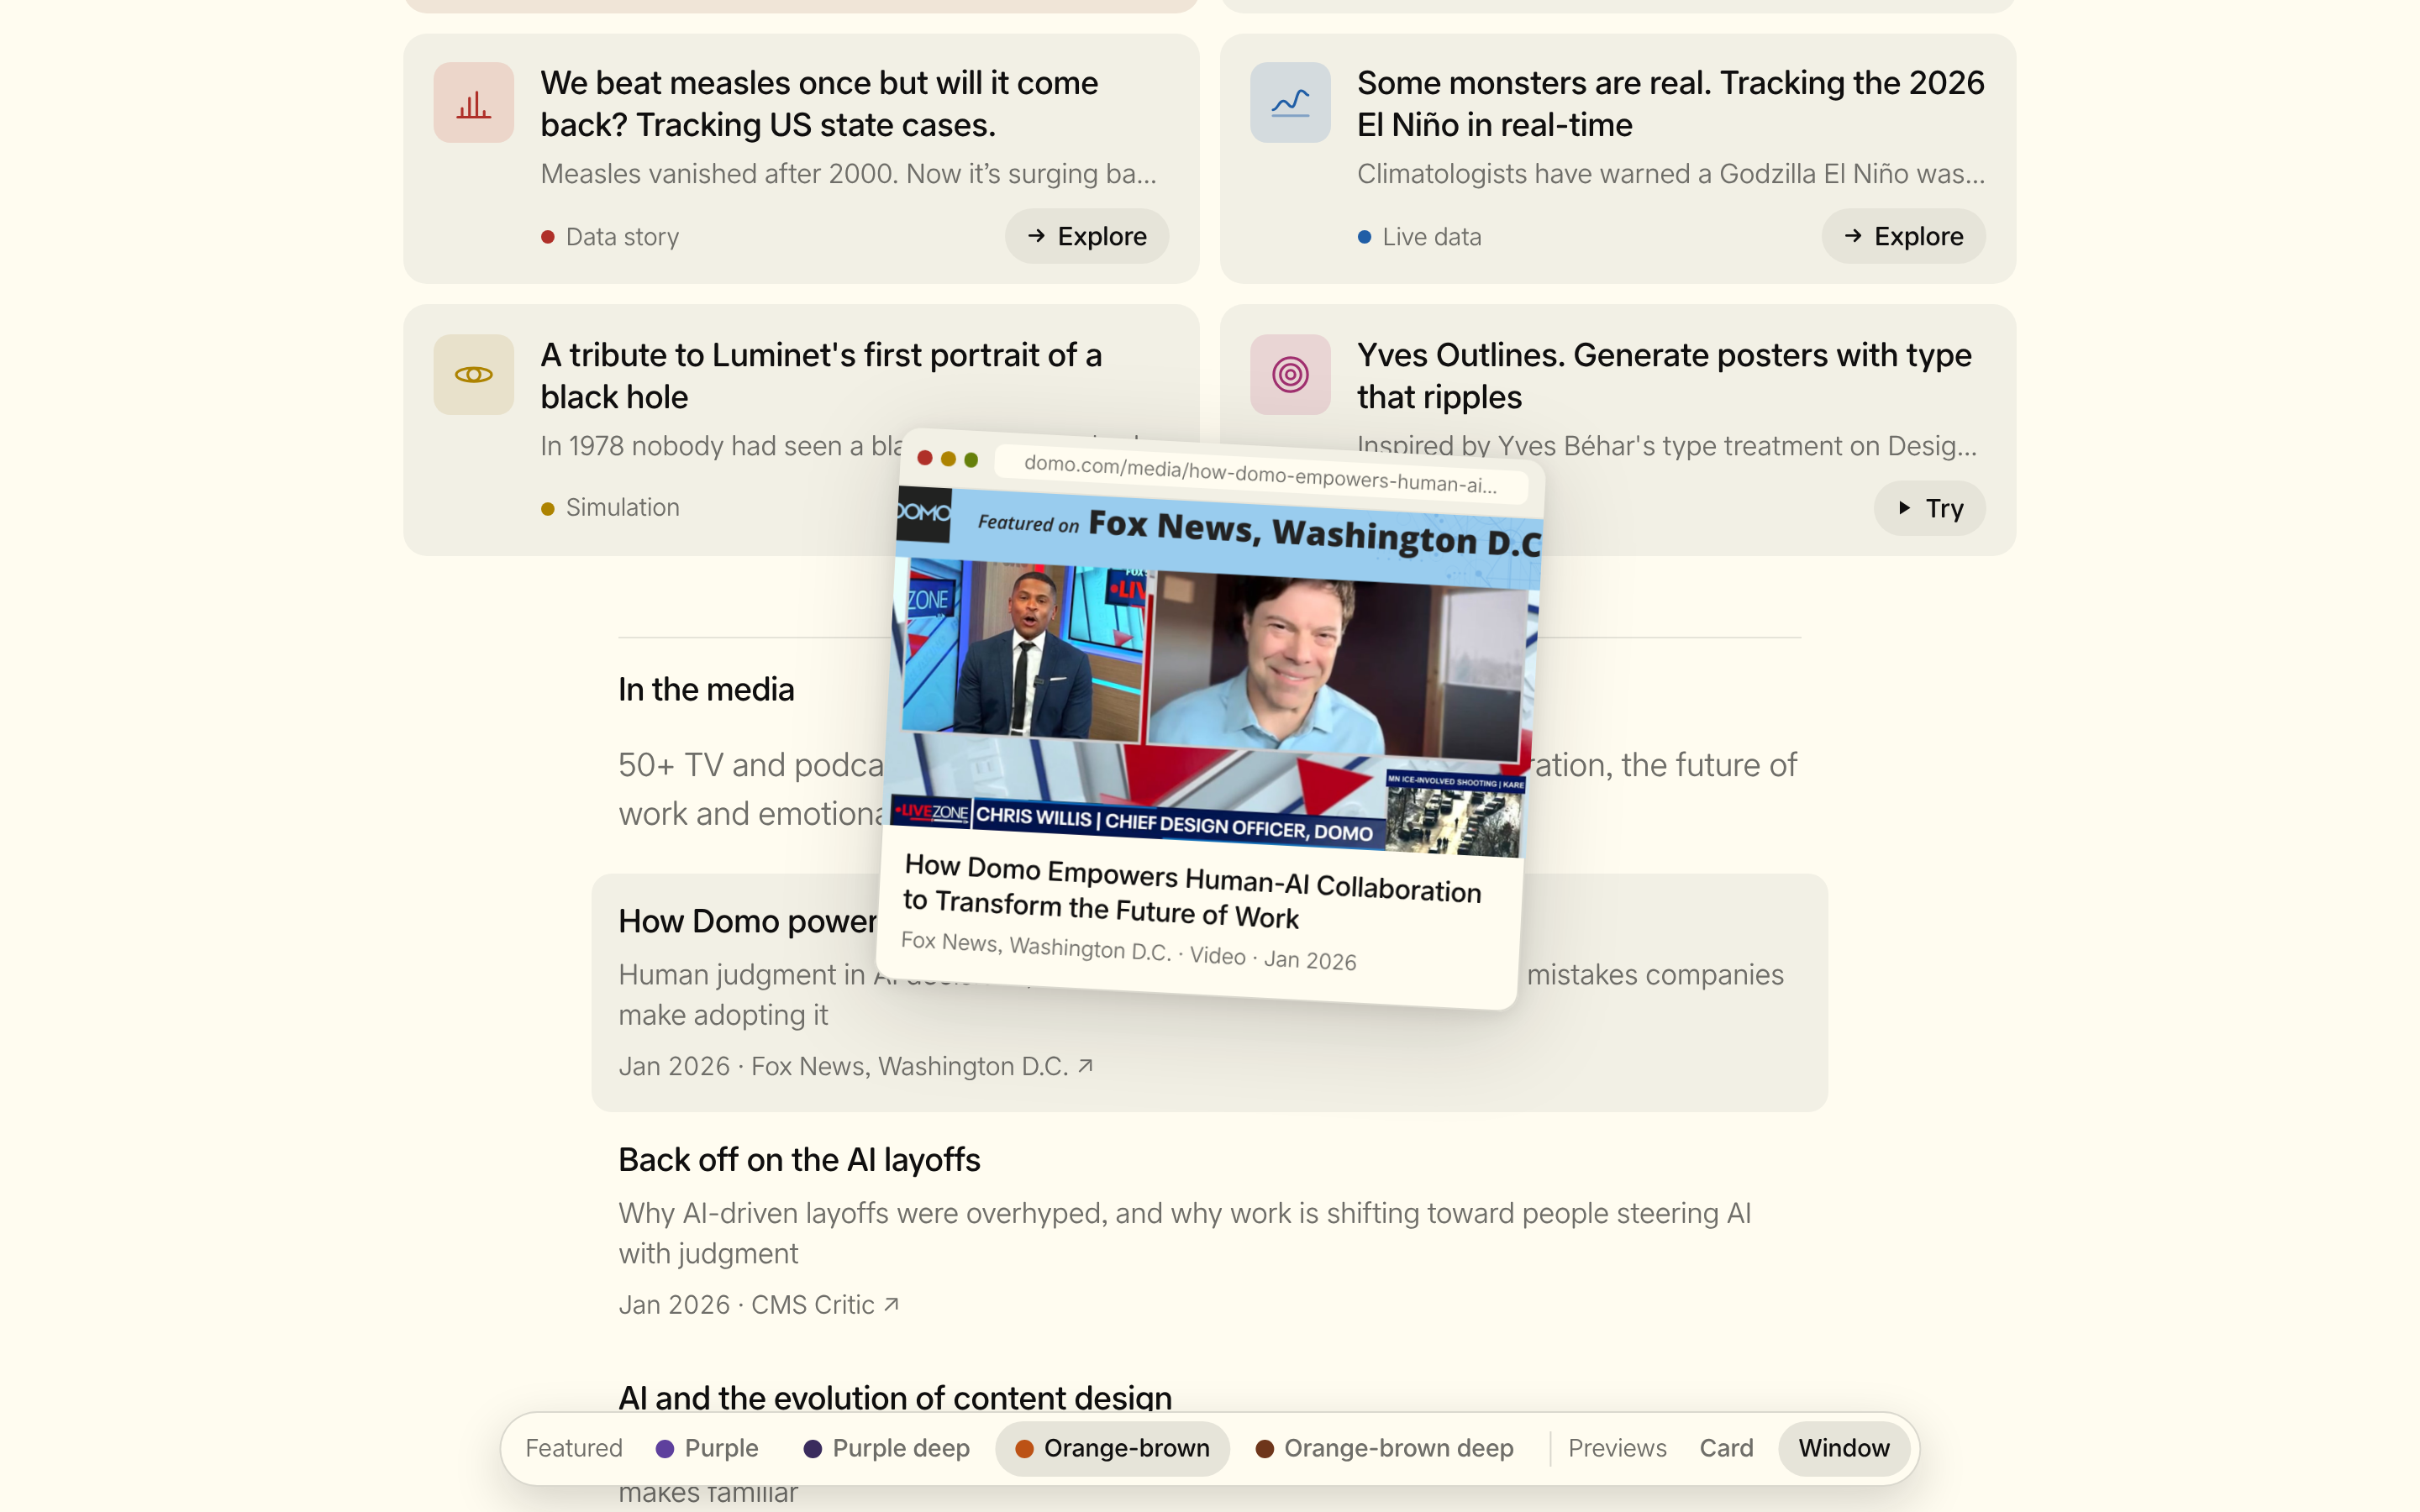 We beat measles once but will it come
back? Tracking US state cases.
Measles vanished after 2000. Now it’s surging ba...
Data story
→ Explore
Some monsters are real. Tracking the 2026
El Niño in real-time
Climatologists have warned a Godzilla El Niño was...
Live data
→ Explore
A tribute to Luminet's first portrait of a
black hole
In 1978 nobody had seen a
Simulation
Yves Outlines. Generate posters with type
that ripples
Inspired by Yves Béhar's type treatment on Desig...
Try
domo.com/media/how-domo-empowers-human-ai...
DOMO
Featured on Fox News, Washington D.C
ZONE
LIV
MN ICE-INVOLVED SHOOTING | KARE
LIVEZONE
CHRIS WILLIS | CHIEF DESIGN OFFICER, DOMO
How Domo Empowers Human-AI Collaboration
to Transform the Future of Work
Fox News, Washington D.C. · Video · Jan 2026
In the media
50+ TV and podca ration, the future of
work and emotiona
How Domo power
Human judgment in AI mistakes companies
make adopting it
Jan 2026 · Fox News, Washington D.C. ↗
Back off on the AI layoffs
Why AI-driven layoffs were overhyped, and why work is shifting toward people steering AI
with judgment
Jan 2026 · CMS Critic ↗
AI and the evolution of content design
Featured Purple Purple deep Orange-brown Orange-brown deep Previews Card Window
makes familiar